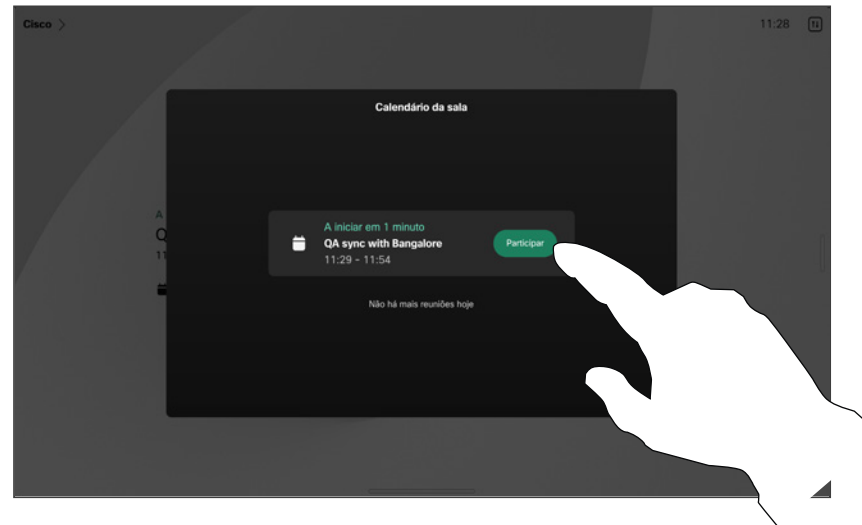 Cisco >
11:28
Calendário da sala
A
Q
11
A iniciar em 1 minuto
QA sync with Bangalore
11:29 - 11:54
Participar
Não há mais reuniões hoje